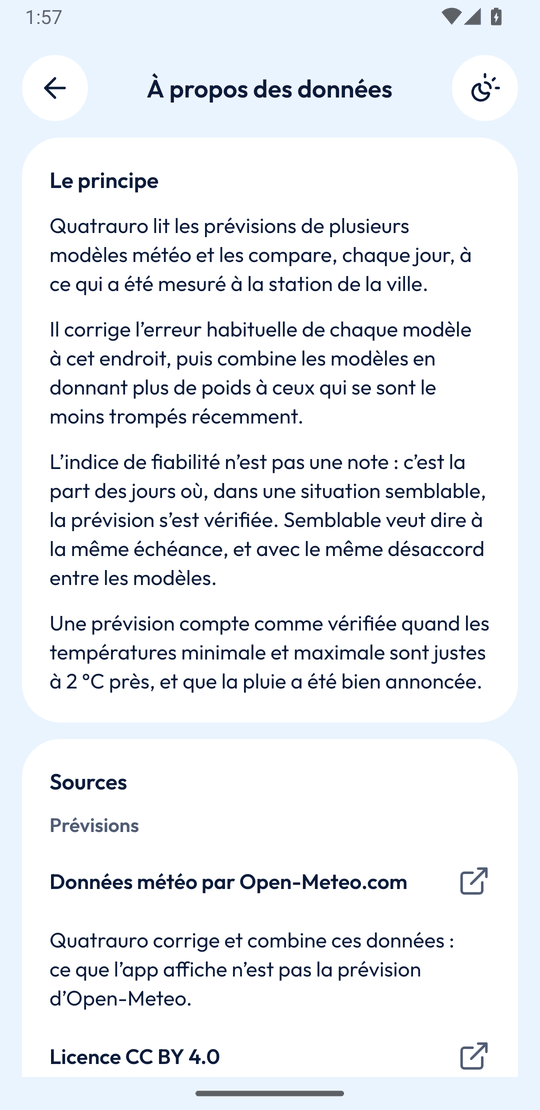 1:57
À propos des données
Le principe
Quatrauro lit les prévisions de plusieurs
modèles météo et les compare, chaque jour, à
ce qui a été mesuré à la station de la ville.
Il corrige l’erreur habituelle de chaque modèle
à cet endroit, puis combine les modèles en
donnant plus de poids à ceux qui se sont le
moins trompés récemment.
L’indice de fiabilité n’est pas une note : c’est la
part des jours où, dans une situation semblable,
la prévision s’est vérifiée. Semblable veut dire à
la même échéance, et avec le même désaccord
entre les modèles.
Une prévision compte comme vérifiée quand les
températures minimale et maximale sont justes
à 2 °C près, et que la pluie a été bien annoncée.
Sources
Prévisions
Données météo par Open-Meteo.com
Quatrauro corrige et combine ces données :
ce que l’app affiche n’est pas la prévision
d’Open-Meteo.
Licence CC BY 4.0